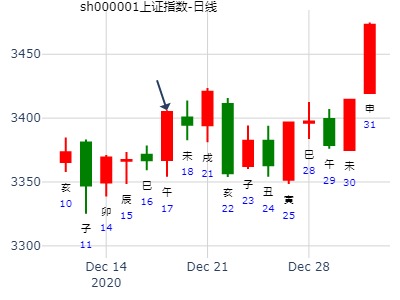 sh000001上证指数-日线
3450
3400
3350
3300
亥
10
子
11
卯
14
辰
15
巳
16
午
17
未
18
戌
21
亥
22
子
23
丑
24
寅
25
巳
28
午
29
未
30
申
31
Dec 14
2020
Dec 21
Dec 28